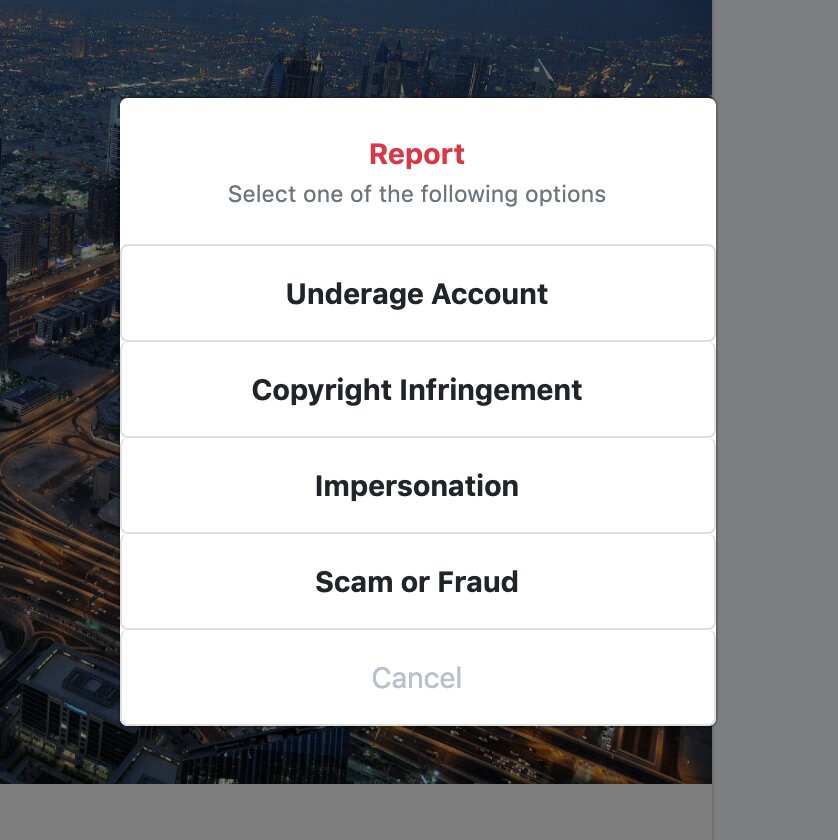 Report
Select one of the following options
Underage Account
Copyright Infringement
Impersonation
Scam or Fraud
Cancel